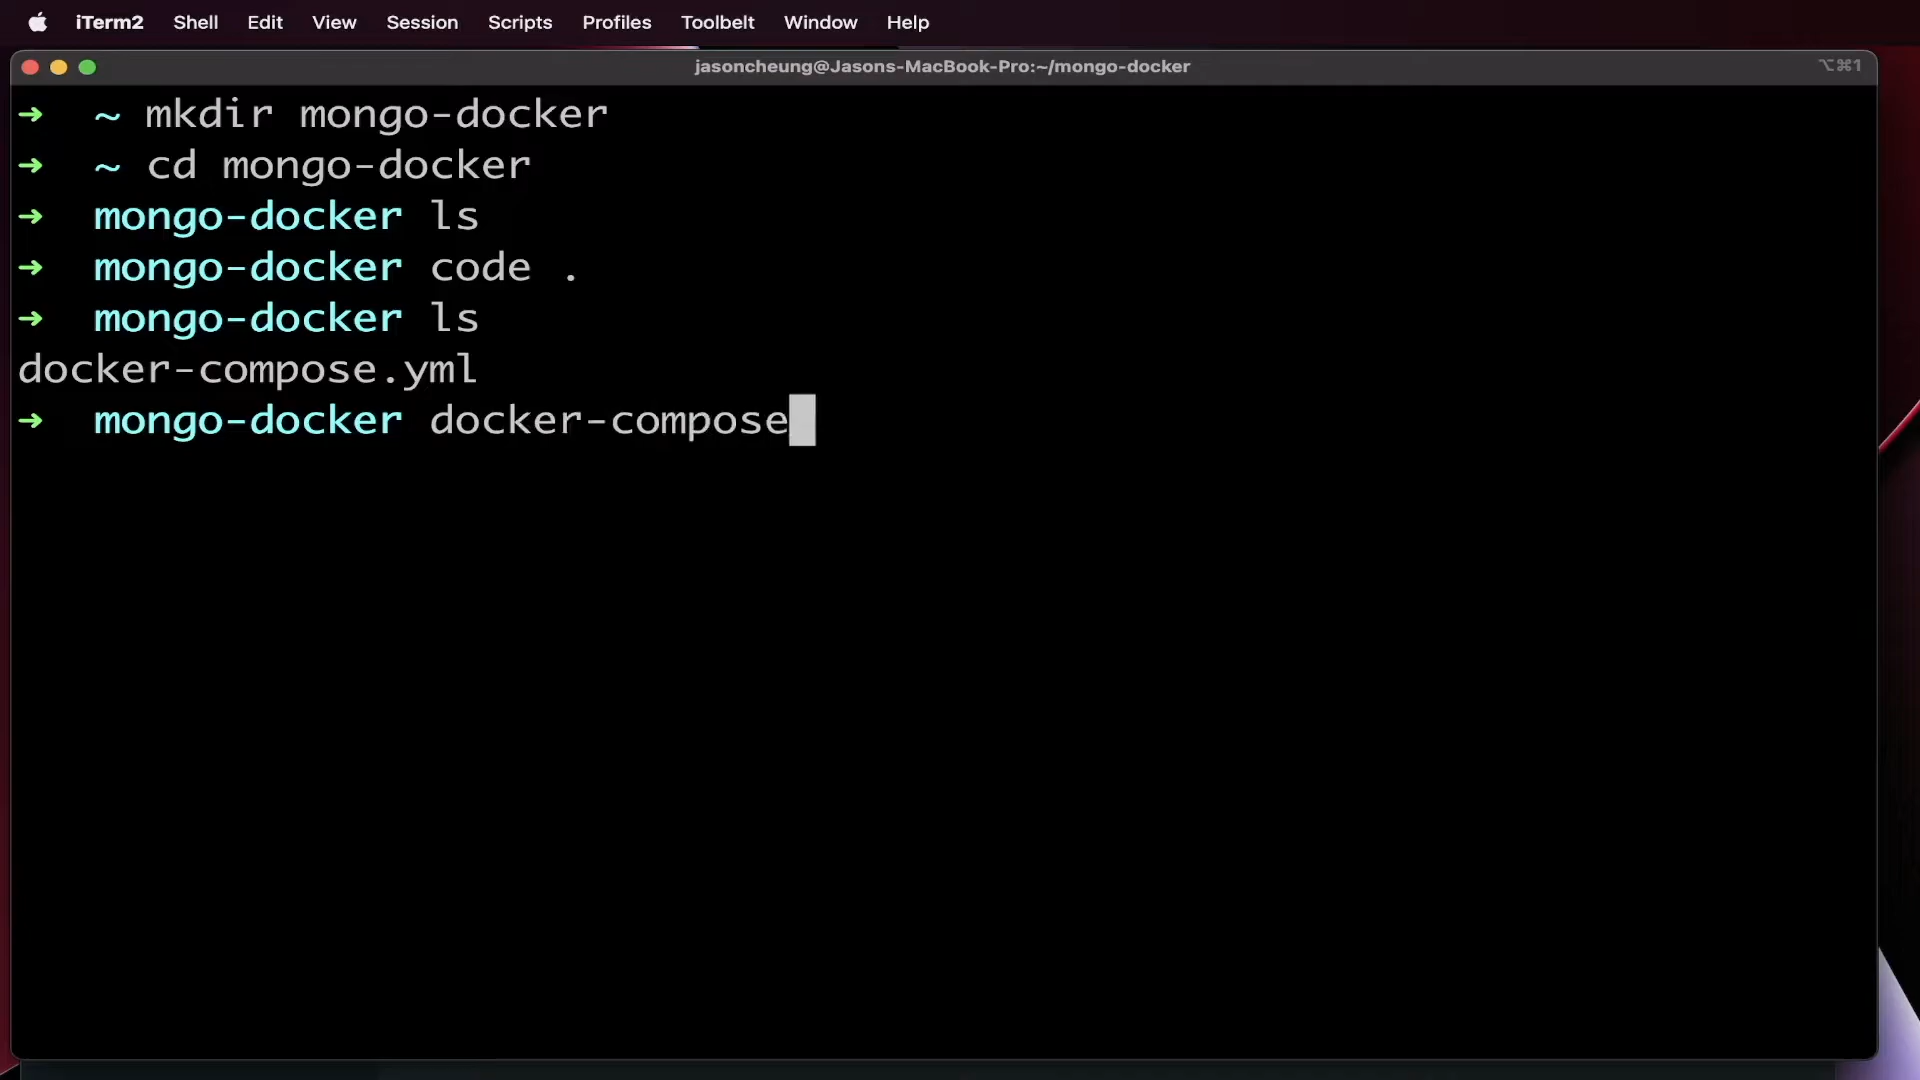 iTerm2 Shell Edit View Session Scripts Profiles Toolbelt Window Help
jasoncheung@Jasons-MacBook-Pro:~/mongo-docker ⌥⌘1
➜ ~ mkdir mongo-docker
➜ ~ cd mongo-docker
➜ mongo-docker ls
➜ mongo-docker code .
➜ mongo-docker ls
docker-compose.yml
➜ mongo-docker docker-compose